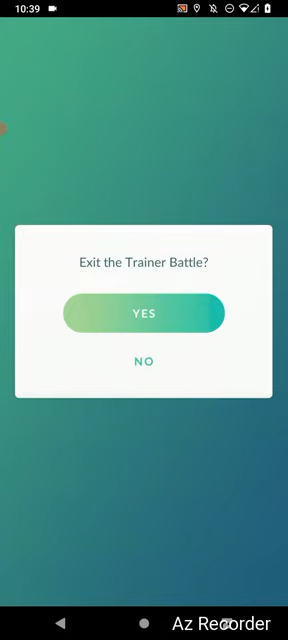 10:39
Exit the Trainer Battle?
YES
NO
Az Recorder